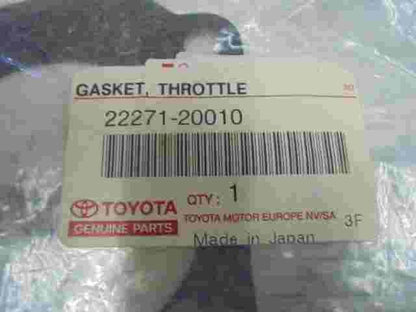 GASKET, THROTTLE
22271-20010
QTY: 1
TOYOTA
GENUINE PARTS
TOYOTA MOTOR EUROPE NV/SA
3F
Made in Japan